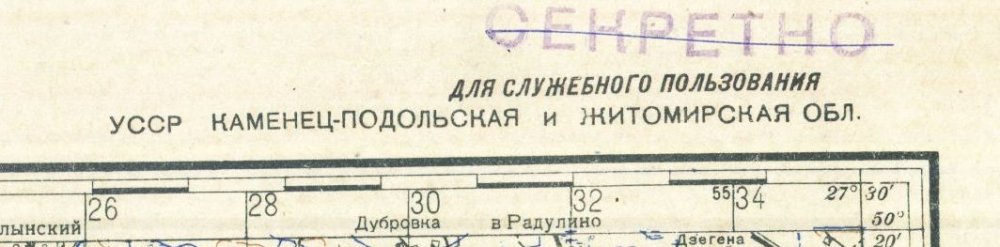 СЕКРЕТНО
ДЛЯ СЛУЖЕБНОГО ПОЛЬЗОВАНИЯ
УССР КАМЕНЕЦ-ПОДОЛЬСКАЯ и ЖИТОМИРСКАЯ ОБЛ.
26 28 30 32 55 34 27° 30′
лынский Дубровка в Радулино 50°
Дзегена 20′